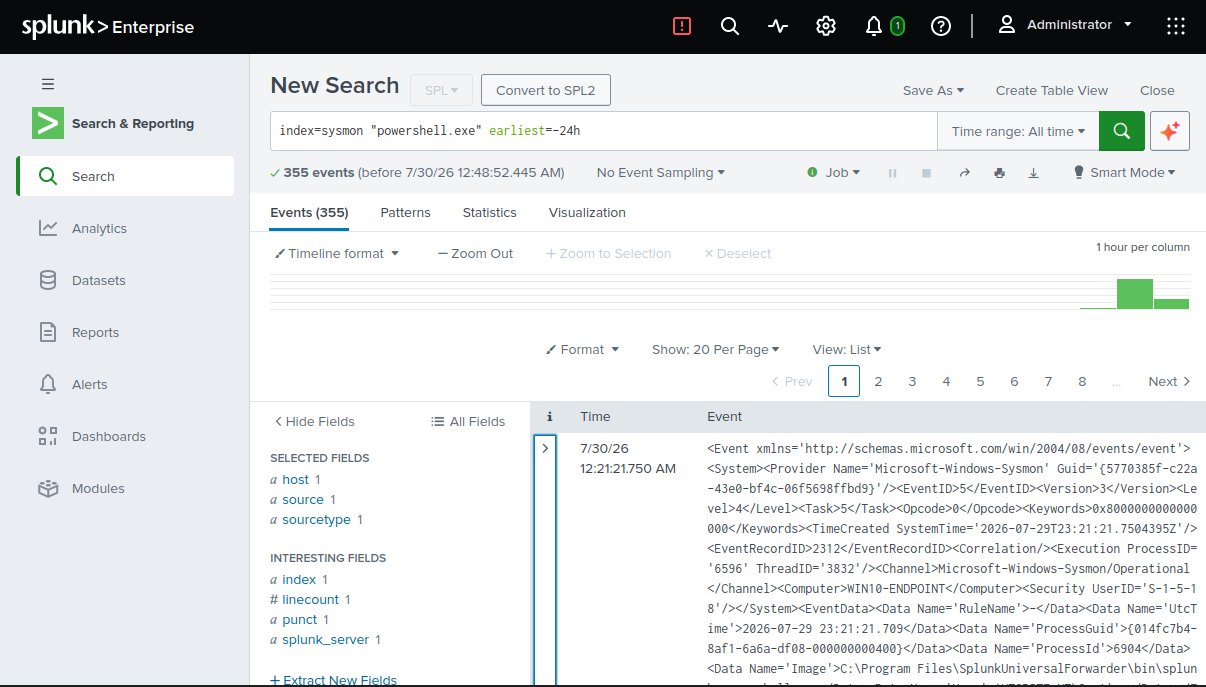 splunk> Enterprise
1
Administrator
Search & Reporting
Search
Analytics
Datasets
Reports
Alerts
Dashboards
Modules
New Search
SPL
Convert to SPL2
Save As
Create Table View
Close
index=sysmon "powershell.exe" earliest=-24h
Time range: All time
355 events (before 7/30/26 12:48:52.445 AM)
No Event Sampling
Job
Smart Mode
Events (355)
Patterns
Statistics
Visualization
Timeline format
— Zoom Out
+ Zoom to Selection
× Deselect
1 hour per column
Format
Show: 20 Per Page
View: List
< Prev
1
2
3
4
5
6
7
8
...
Next >
< Hide Fields
All Fields
SELECTED FIELDS
a host 1
a source 1
a sourcetype 1
INTERESTING FIELDS
a index 1
# linecount 1
a punct 1
a splunk_server 1
+ Extract New Fields
i
Time
Event
>
7/30/26
12:21:21.750 AM
<Event xmlns='http://schemas.microsoft.com/win/2004/08/events/event'>
<System><Provider Name='Microsoft-Windows-Sysmon' Guid='{5770385f-c22a
-43e0-bf4c-06f5698ffbd9}'/><EventID>5</EventID><Version>3</Version><Le
vel>4</Level><Task>5</Task><Opcode>0</Opcode><Keywords>0x8000000000000
000</Keywords><TimeCreated SystemTime='2026-07-29T23:21:21.7504395Z'/>
<EventRecordID>2312</EventRecordID><Correlation/><Execution ProcessID=
'6596' ThreadID='3832'/><Channel>Microsoft-Windows-Sysmon/Operational
</Channel><Computer>WIN10-ENDPOINT</Computer><Security UserID='S-1-5-1
8'/></System><EventData><Data Name='RuleName'>-</Data><Data Name='UtcT
ime'>2026-07-29 23:21:21.709</Data><Data Name='ProcessGuid'>{014fc7b4-
8af1-6a6a-df08-000000000400}</Data><Data Name='ProcessId'>6904</Data>
<Data Name='Image'>C:\Program Files\SplunkUniversalForwarder\bin\splun